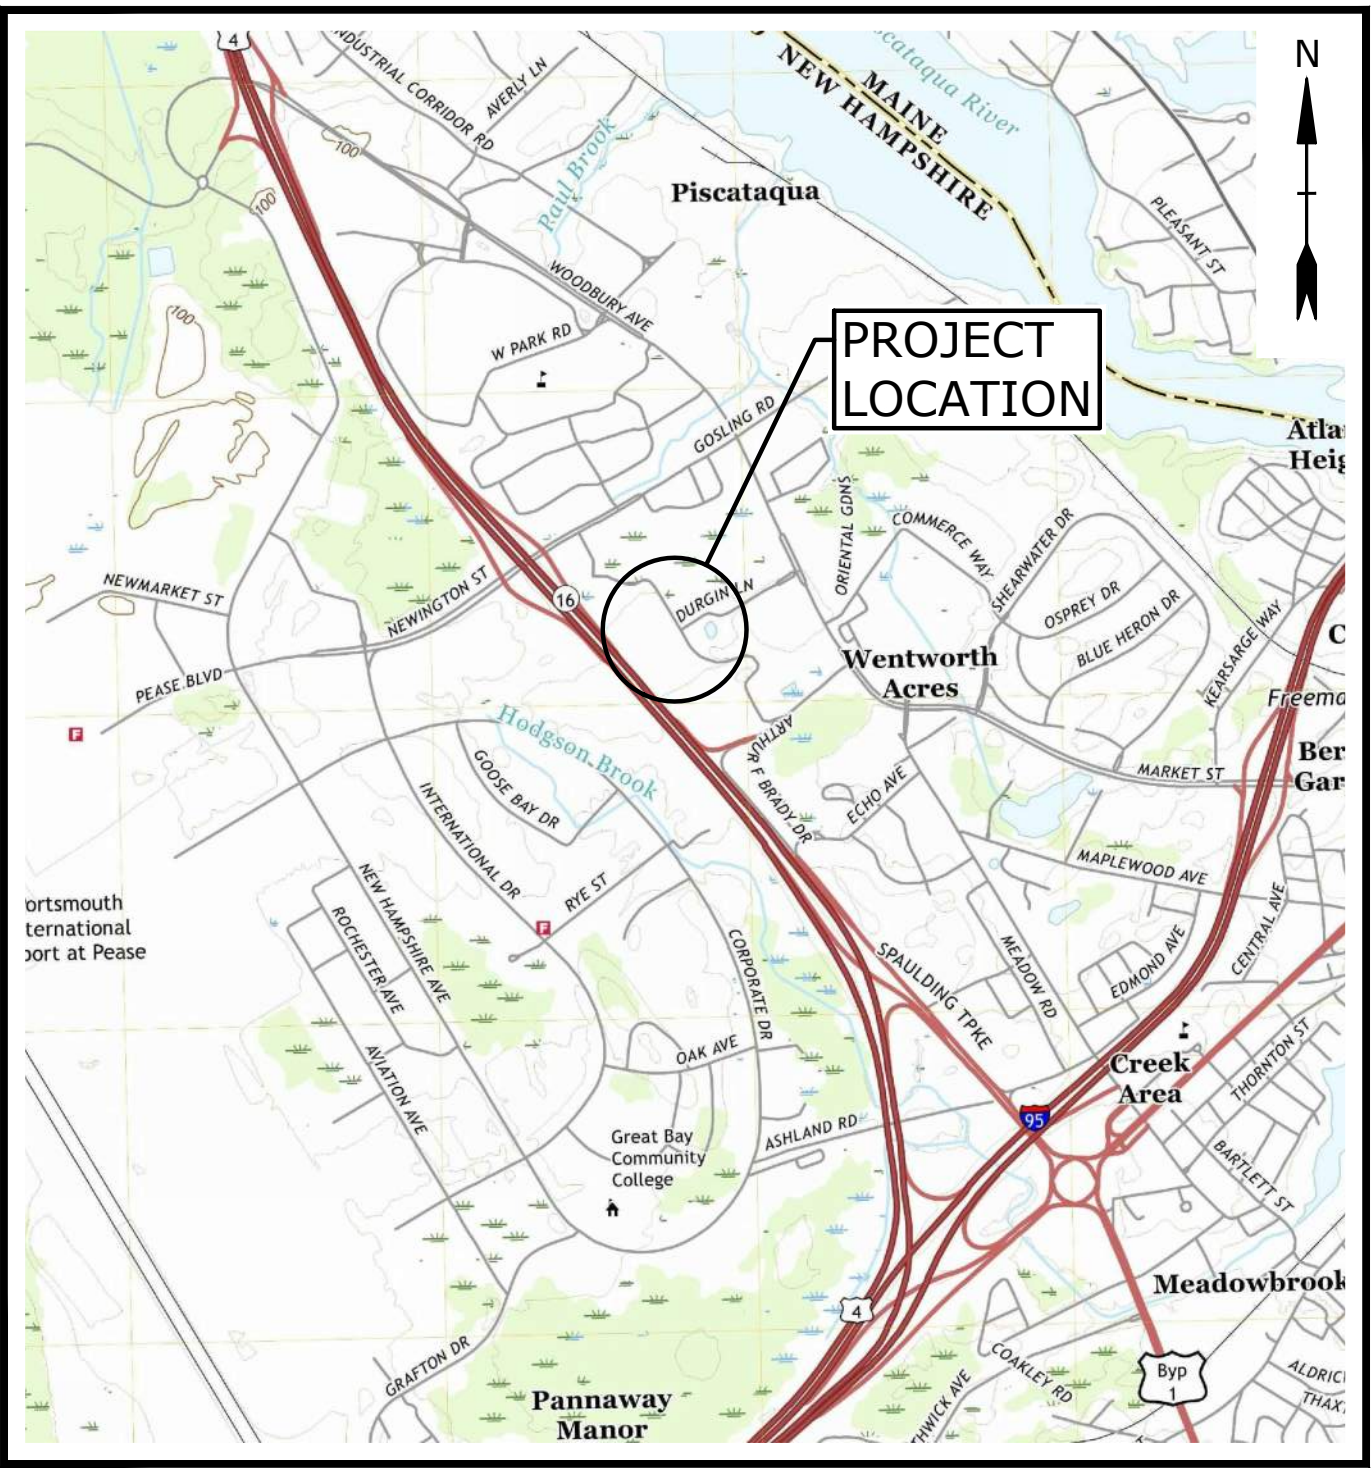 4
N
INDUSTRIAL CORRIDOR RD
AVERLY LN
Piscataqua River
MAINE
NEW HAMPSHIRE
100
Paul Brook
Piscataqua
100
PLEASANT ST
WOODBURY AVE
100
W PARK RD
PROJECT
LOCATION
GOSLING RD
Atla
Heig
ORIENTAL GDNS
COMMERCE WAY
SHEARWATER DR
NEWMARKET ST
NEWINGTON ST
16
DURGIN LN
OSPREY DR
BLUE HERON DR
KEARSARGE WAY
C
Wentworth
Acres
PEASE BLVD
Freema
F
Hodgson Brook
ARTHUR F BRADY DR
Ber
Gar
GOOSE BAY DR
MARKET ST
INTERNATIONAL DR
ECHO AVE
MAPLEWOOD AVE
RYE ST
NEW HAMPSHIRE AVE
ortsmouth
ternational
port at Pease
ROCHESTER AVE
F
CORPORATE DR
SPAULDING TPKE
MEADOW RD
EDMOND AVE
CENTRAL AVE
OAK AVE
AVIATION AVE
Creek
Area
THORNTON ST
95
ASHLAND RD
Great Bay
Community
College
BARTLETT ST
Meadowbrook
4
GRAFTON DR
COAKLEY RD
Byp
1
ALDRIC
THAXT
THWICK AVE
Pannaway
Manor